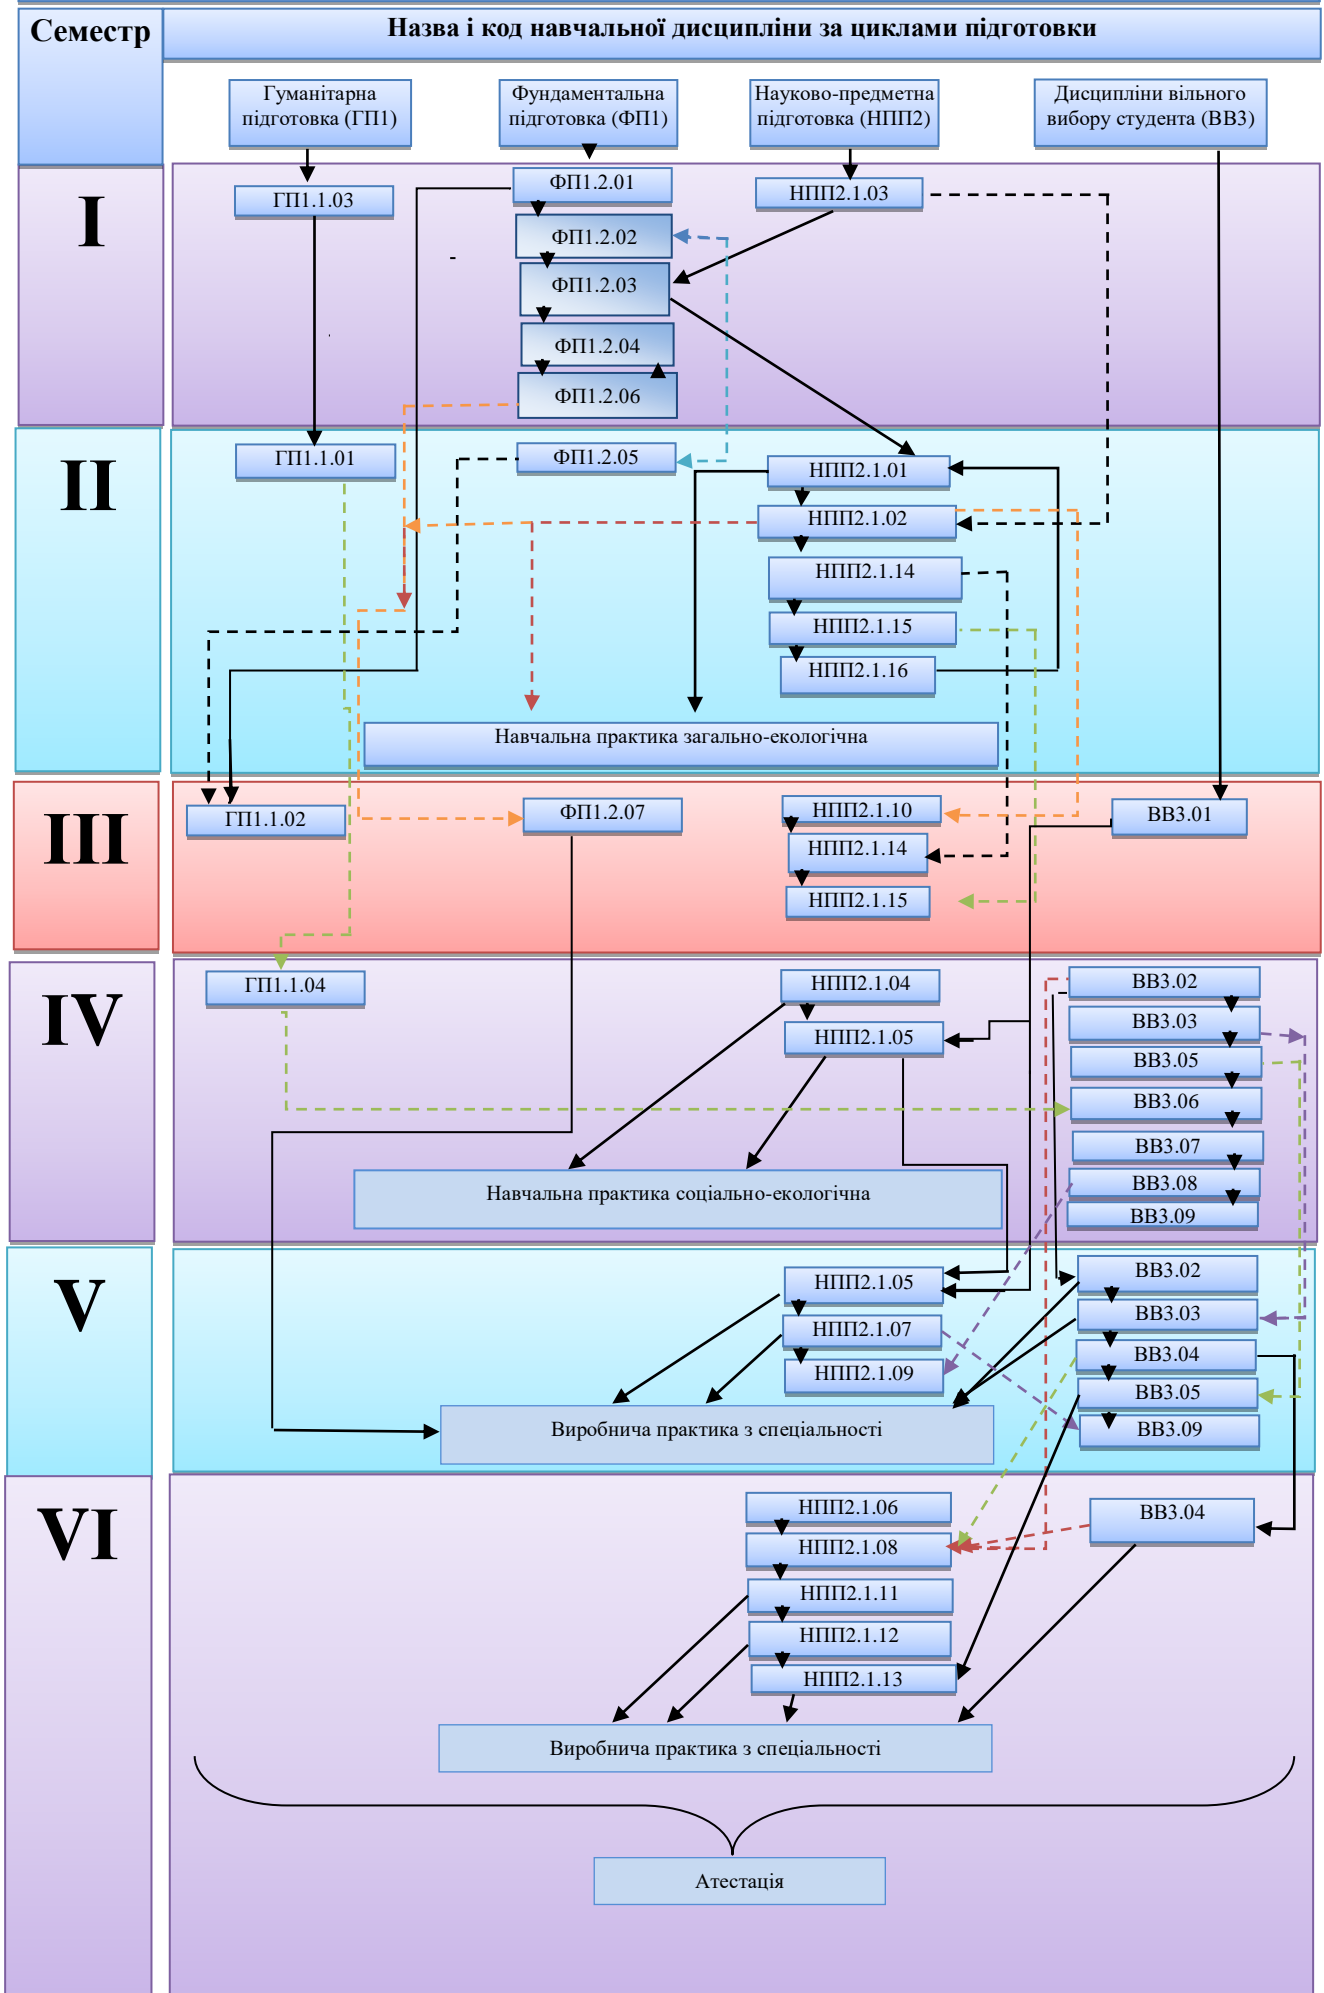 Семестр
Назва і код навчальної дисципліни за циклами підготовки
Гуманітарна
підготовка (ГП1)
Фундаментальна
підготовка (ФП1)
Науково-предметна
підготовка (НПП2)
Дисципліни вільного
вибору студента (ВВ3)
I
ГП1.1.03
ФП1.2.01
НПП2.1.03
ФП1.2.02
ФП1.2.03
ФП1.2.04
ФП1.2.06
II
ГП1.1.01
ФП1.2.05
НПП2.1.01
НПП2.1.02
НПП2.1.14
НПП2.1.15
НПП2.1.16
Навчальна практика загально-екологічна
III
ГП1.1.02
ФП1.2.07
НПП2.1.10
ВВ3.01
НПП2.1.14
НПП2.1.15
IV
ГП1.1.04
НПП2.1.04
ВВ3.02
НПП2.1.05
ВВ3.03
ВВ3.05
ВВ3.06
ВВ3.07
ВВ3.08
ВВ3.09
Навчальна практика соціально-екологічна
V
НПП2.1.05
ВВ3.02
НПП2.1.07
ВВ3.03
НПП2.1.09
ВВ3.04
ВВ3.05
ВВ3.09
Виробнича практика з спеціальності
VI
НПП2.1.06
ВВ3.04
НПП2.1.08
НПП2.1.11
НПП2.1.12
НПП2.1.13
Виробнича практика з спеціальності
Атестація